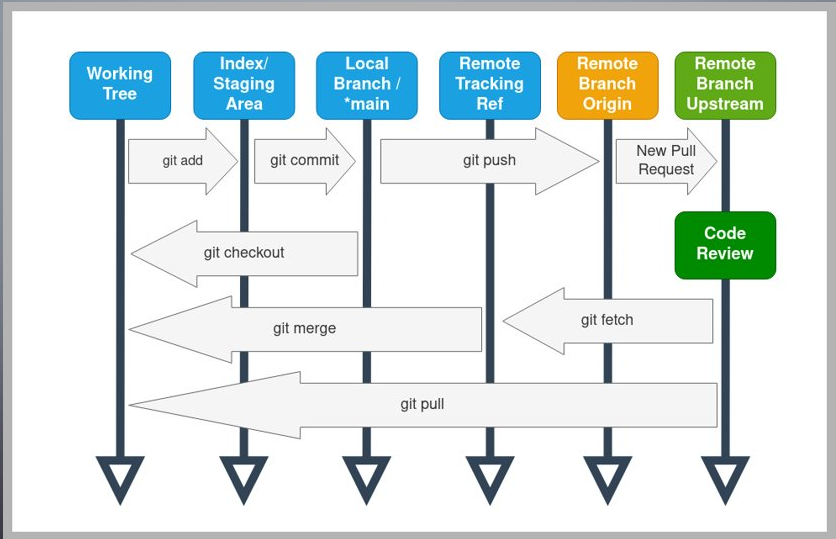 Working
Tree
Index/
Staging
Area
Local
Branch /
*main
Remote
Tracking
Ref
Remote
Branch
Origin
Remote
Branch
Upstream
git add
git commit
git push
New Pull
Request
Code
Review
git checkout
git fetch
git merge
git pull